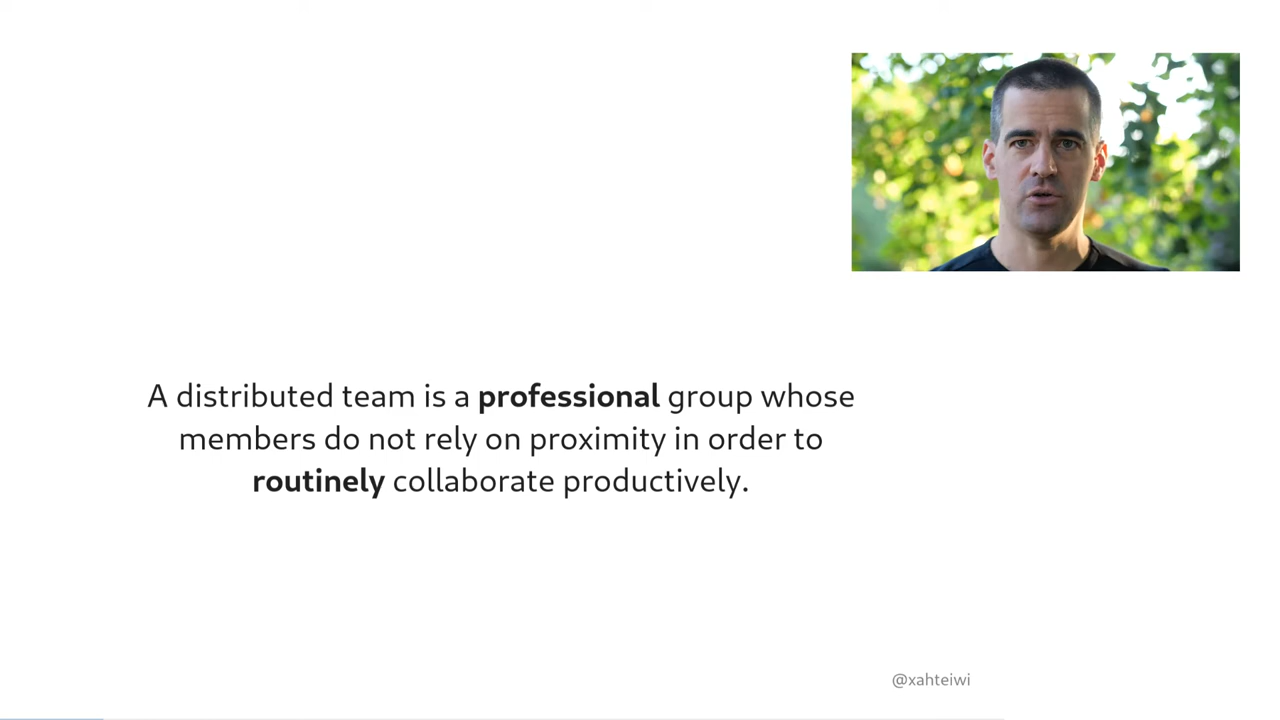 A distributed team is a professional group whose
members do not rely on proximity in order to
routinely collaborate productively.
@xahteiwi